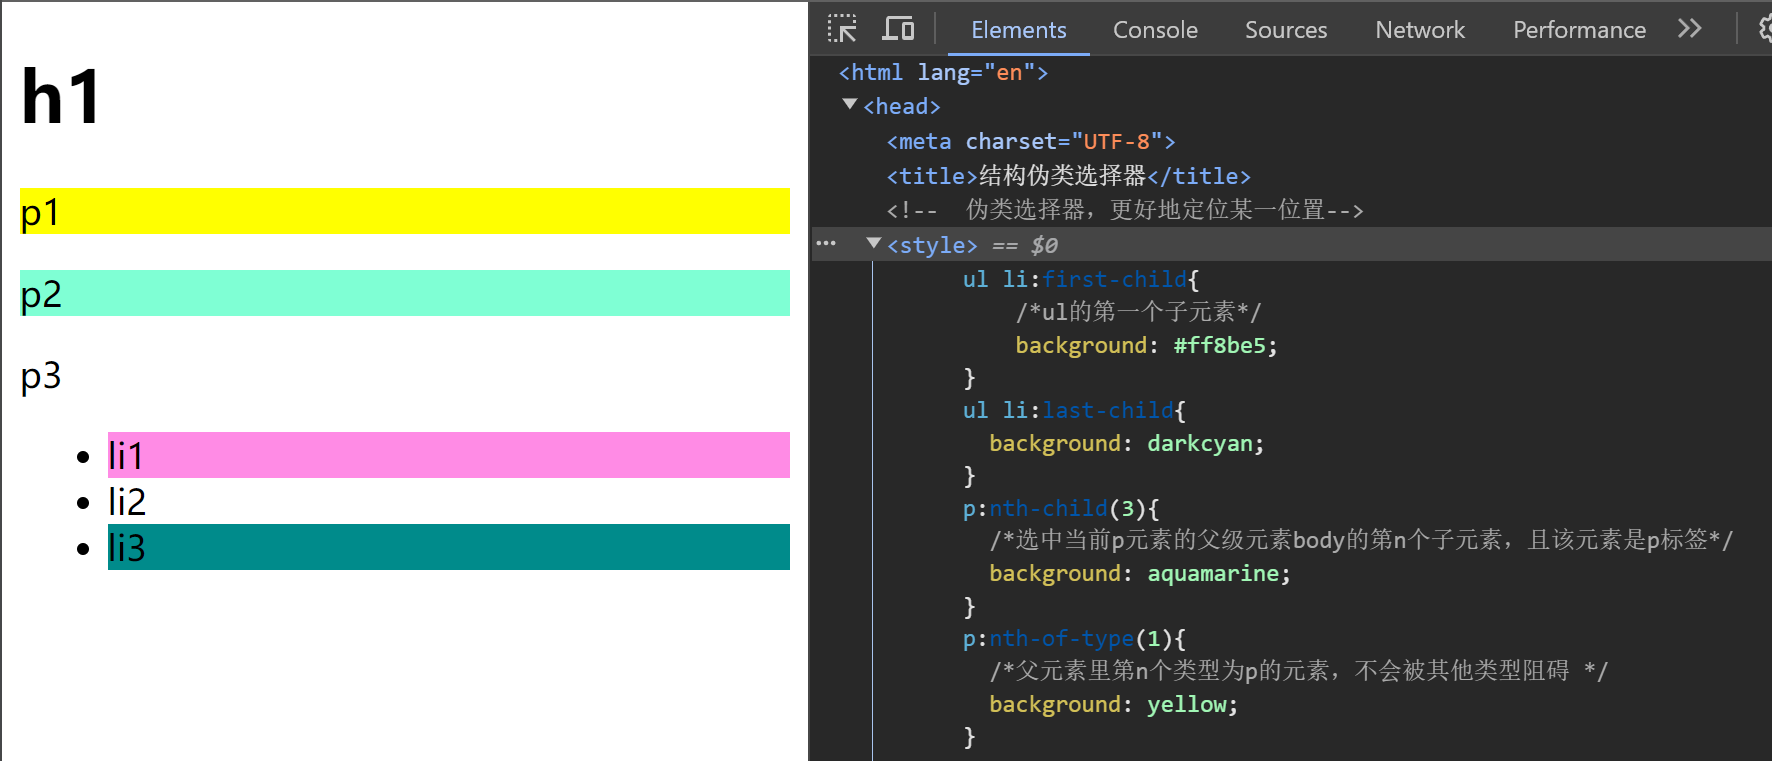 h1
p1
p2
p3
li1
li2
li3
Elements Console Sources Network Performance
<html lang="en">
<head>
<meta charset="UTF-8">
<title>结构伪类选择器</title>
<!-- 伪类选择器，更好地定位某一位置-->
<style> == $0
ul li:first-child{
/*ul的第一个子元素*/
background: #ff8be5;
}
ul li:last-child{
background: darkcyan;
}
p:nth-child(3){
/*选中当前p元素的父级元素body的第n个子元素，且该元素是p标签*/
background: aquamarine;
}
p:nth-of-type(1){
/*父元素里第n个类型为p的元素，不会被其他类型阻碍 */
background: yellow;
}